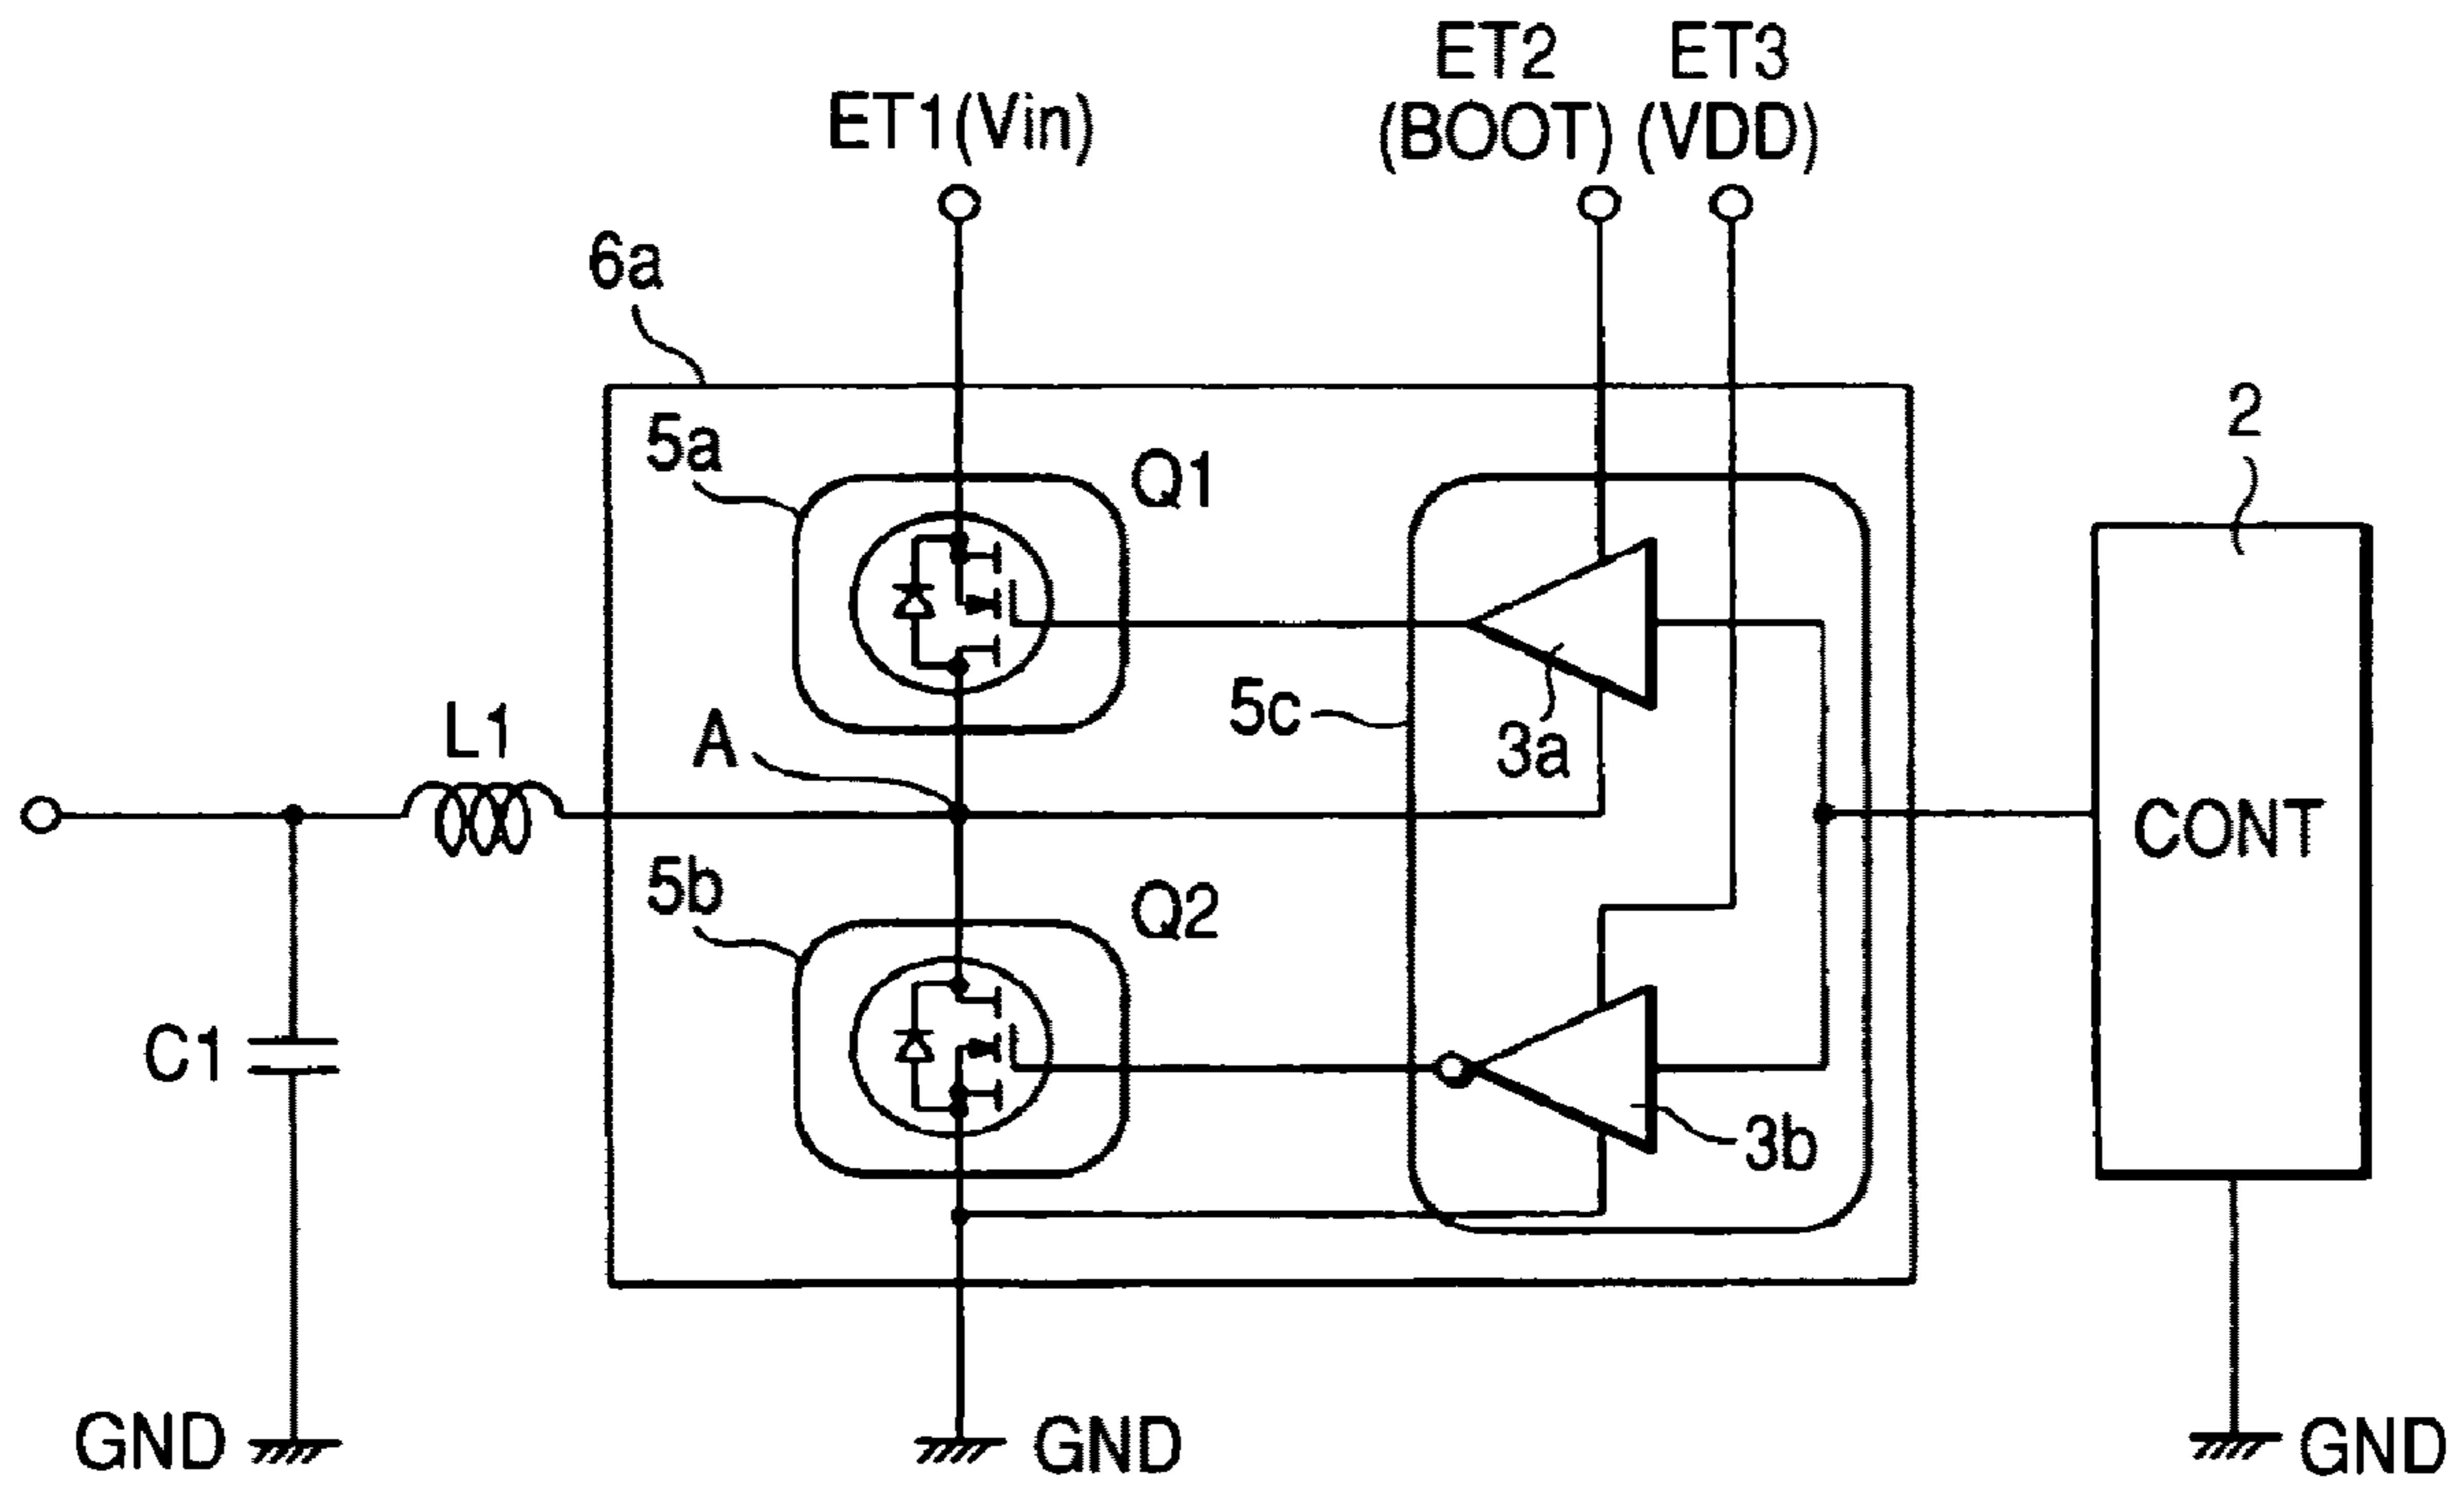 ET2 ET3
ET1(Vin) (BOOT) (VDD)
6a
2
5a Q1
5c 3a
L1 A
CONT
5b Q2
C1
3b
GND GND GND